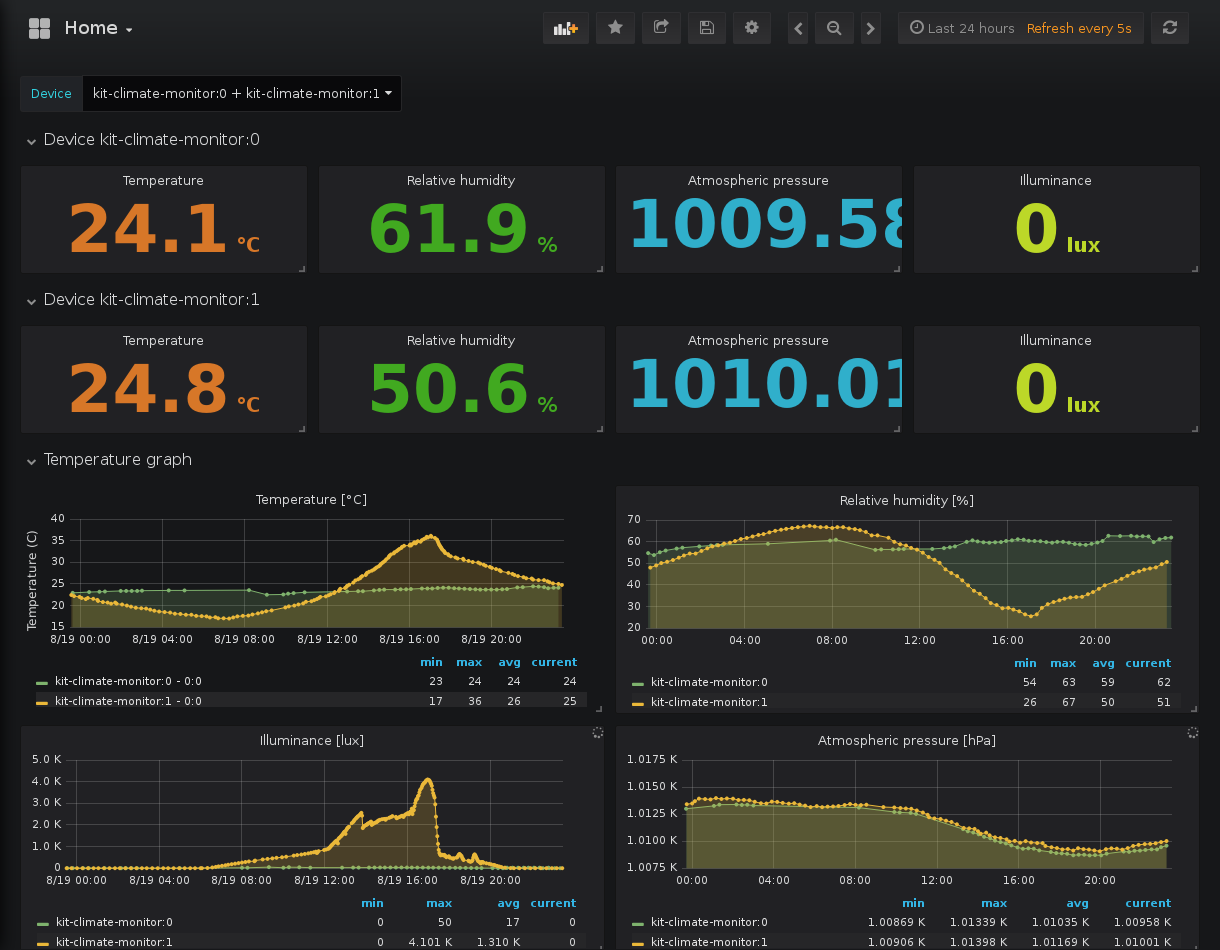 Home
Last 24 hours Refresh every 5s
Device kit-climate-monitor:0 + kit-climate-monitor:1
Device kit-climate-monitor:0
Temperature
24.1 °C
Relative humidity
61.9 %
Atmospheric pressure
1009.58
Illuminance
0 lux
Device kit-climate-monitor:1
Temperature
24.8 °C
Relative humidity
50.6 %
Atmospheric pressure
1010.01
Illuminance
0 lux
Temperature graph
Temperature [°C]
Temperature (C)
40
35
30
25
20
15
8/19 00:00 8/19 04:00 8/19 08:00 8/19 12:00 8/19 16:00 8/19 20:00
min max avg current
kit-climate-monitor:0 - 0:0 23 24 24 24
kit-climate-monitor:1 - 0:0 17 36 26 25
Relative humidity [%]
70
60
50
40
30
20
00:00 04:00 08:00 12:00 16:00 20:00
min max avg current
kit-climate-monitor:0 54 63 59 62
kit-climate-monitor:1 26 67 50 51
Illuminance [lux]
5.0 K
4.0 K
3.0 K
2.0 K
1.0 K
0
8/19 00:00 8/19 04:00 8/19 08:00 8/19 12:00 8/19 16:00 8/19 20:00
min max avg current
kit-climate-monitor:0 0 50 17 0
kit-climate-monitor:1 0 4.101 K 1.310 K 0
Atmospheric pressure [hPa]
1.0175 K
1.0150 K
1.0125 K
1.0100 K
1.0075 K
00:00 04:00 08:00 12:00 16:00 20:00
min max avg current
kit-climate-monitor:0 1.00869 K 1.01339 K 1.01035 K 1.00958 K
kit-climate-monitor:1 1.00906 K 1.01398 K 1.01169 K 1.01001 K